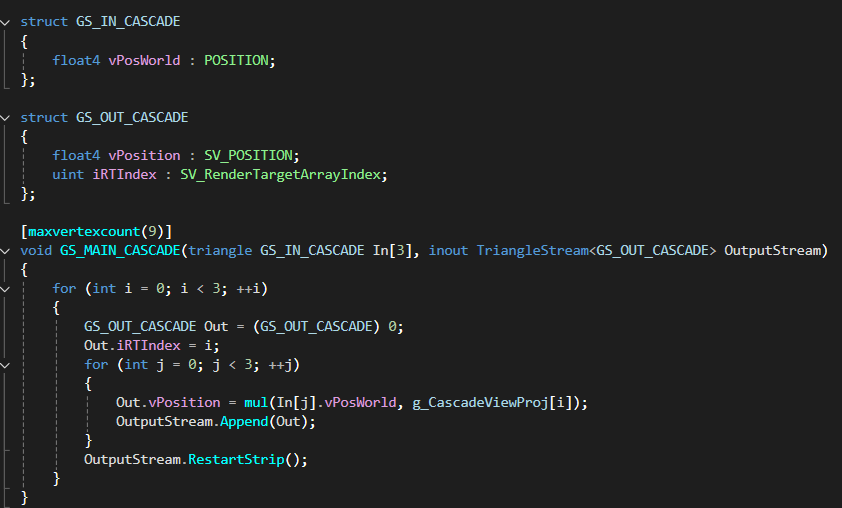 struct GS_IN_CASCADE
{
    float4 vPosWorld : POSITION;
};

struct GS_OUT_CASCADE
{
    float4 vPosition : SV_POSITION;
    uint iRTIndex : SV_RenderTargetArrayIndex;
};

[maxvertexcount(9)]
void GS_MAIN_CASCADE(triangle GS_IN_CASCADE In[3], inout TriangleStream<GS_OUT_CASCADE> OutputStream)
{
    for (int i = 0; i < 3; ++i)
    {
        GS_OUT_CASCADE Out = (GS_OUT_CASCADE) 0;
        Out.iRTIndex = i;
        for (int j = 0; j < 3; ++j)
        {
            Out.vPosition = mul(In[j].vPosWorld, g_CascadeViewProj[i]);
            OutputStream.Append(Out);
        }
        OutputStream.RestartStrip();
    }
}